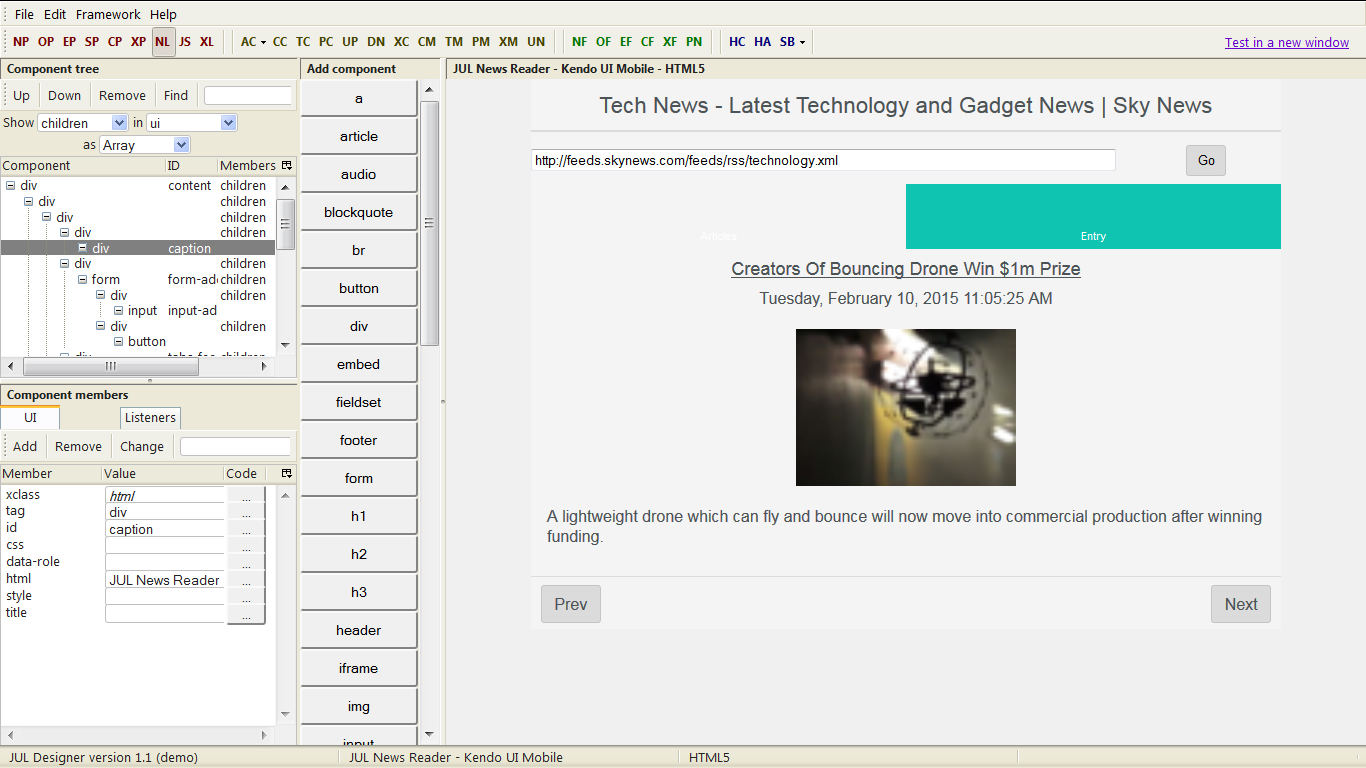 File Edit Framework Help
NP OP EP SP CP XP NL JS XL AC CC TC PC UP DN XC CM TM PM XM UN NF OF EF CF XF PN HC HA SB Test in a new window
Component tree
Up Down Remove Find
Show children in ui
as Array
Component ID Members
div content children
div children
div children
div children
div caption
div children
form form-ad children
div children
input input-ad
div children
button
Component members
UI Listeners
Add Remove Change
Member Value Code
xclass html ...
tag div ...
id caption ...
css ...
data-role ...
html JUL News Reader ...
style ...
title ...
Add component
a
article
audio
blockquote
br
button
div
embed
fieldset
footer
form
h1
h2
h3
header
iframe
img
input
JUL News Reader - Kendo UI Mobile - HTML5
Tech News - Latest Technology and Gadget News | Sky News
http://feeds.skynews.com/feeds/rss/technology.xml Go
Articles Entry
Creators Of Bouncing Drone Win $1m Prize
Tuesday, February 10, 2015 11:05:25 AM
A lightweight drone which can fly and bounce will now move into commercial production after winning
funding.
Prev Next
JUL Designer version 1.1 (demo) JUL News Reader - Kendo UI Mobile HTML5